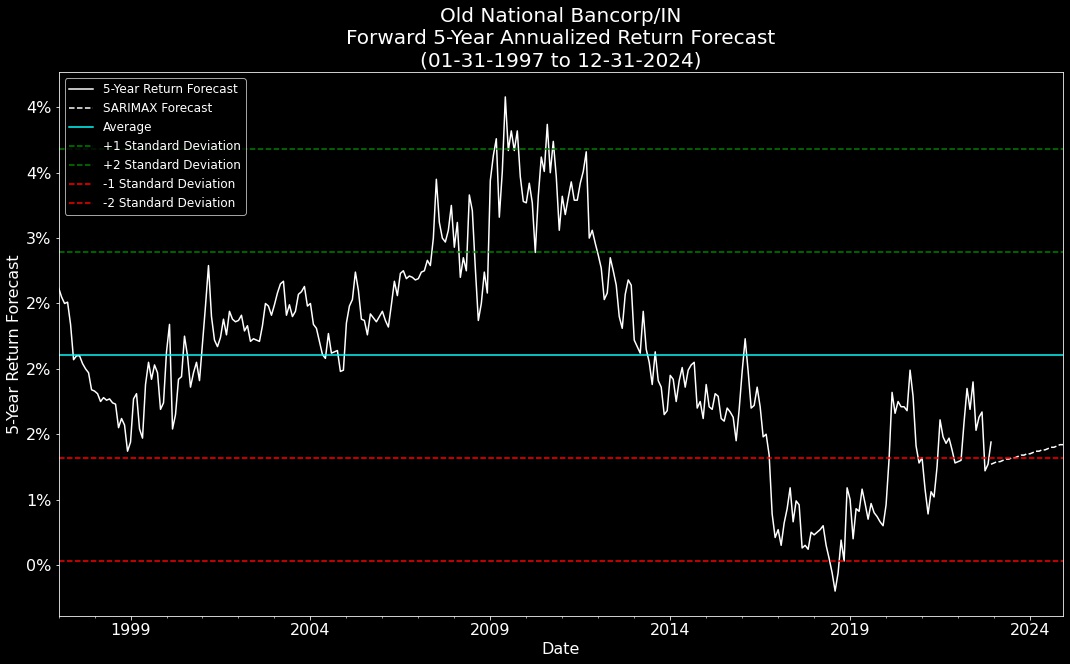 Old National Bancorp/IN
Forward 5-Year Annualized Return Forecast
(01-31-1997 to 12-31-2024)
5-Year Return Forecast
SARIMAX Forecast
Average
+1 Standard Deviation
+2 Standard Deviation
-1 Standard Deviation
-2 Standard Deviation
4%
4%
3%
2%
2%
2%
1%
0%
5-Year Return Forecast
1999
2004
2009
2014
2019
2024
Date